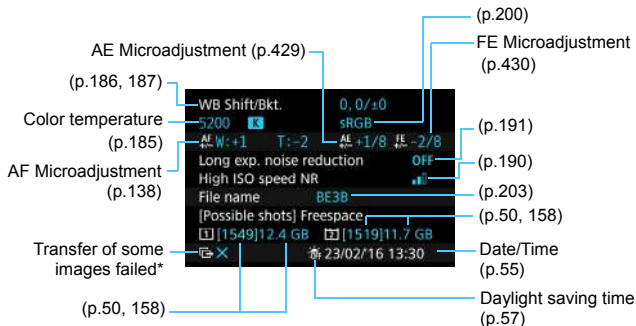 (p.200)
AE Microadjustment (p.429)
FE Microadjustment
(p.430)
(p.186, 187)
WB Shift/Bkt. 0, 0/±0
Color temperature
5200 K sRGB
(p.185)
AF W:+1 T:-2 AE +1/8 FE -2/8
(p.191)
Long exp. noise reduction OFF
AF Microadjustment
(p.138)
High ISO speed NR
(p.190)
File name BE3B
(p.203)
[Possible shots] Freespace
(p.50, 158)
1 [1549]12.4 GB 2 [1519]11.7 GB
Transfer of some
images failed*
23/02/'16 13:30
Date/Time
(p.55)
(p.50, 158)
Daylight saving time
(p.57)